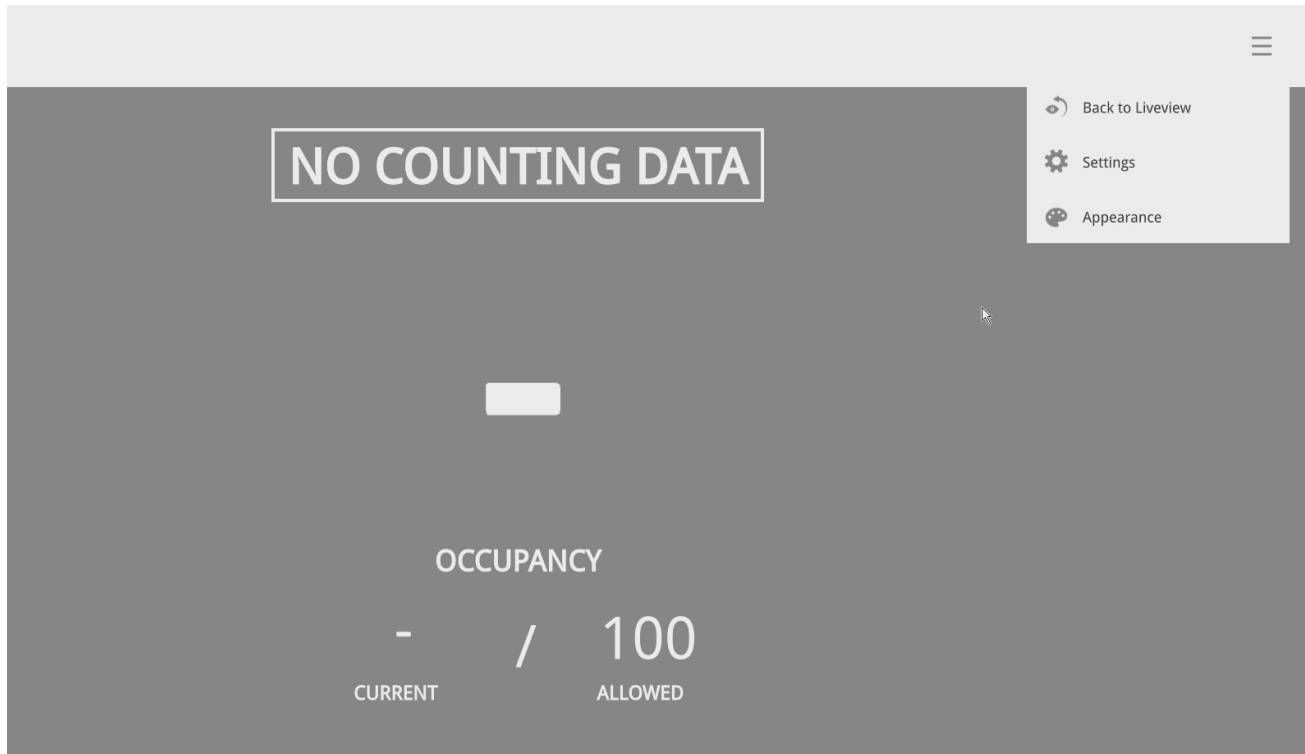 Back to Liveview
NO COUNTING DATA
Settings
Appearance
OCCUPANCY
- / 100
CURRENT ALLOWED